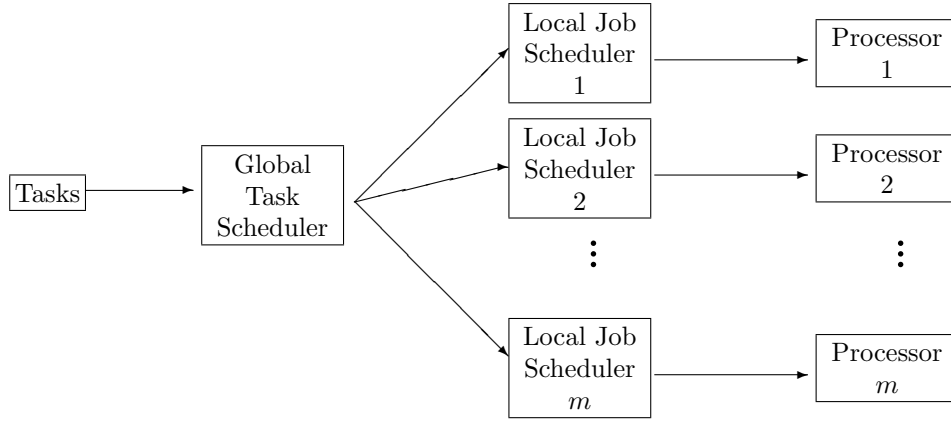 Tasks
Global
Task
Scheduler
Local Job
Scheduler
1
Processor
1
Local Job
Scheduler
2
Processor
2
Local Job
Scheduler
m
Processor
m